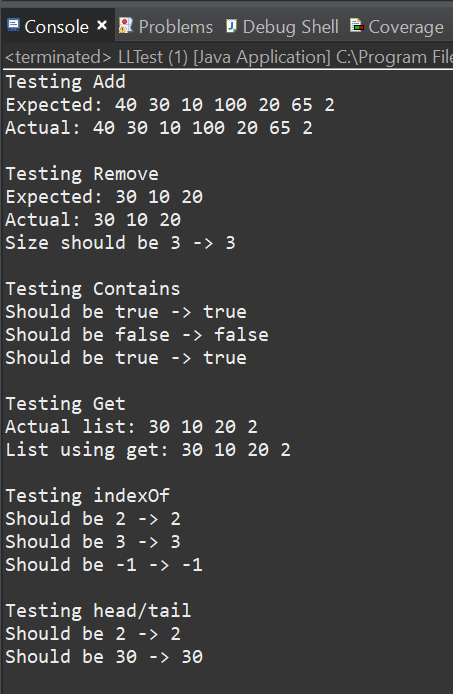 Console × Problems Debug Shell Coverage
<terminated> LLTest (1) [Java Application] C:\Program File
Testing Add
Expected: 40 30 10 100 20 65 2
Actual: 40 30 10 100 20 65 2
Testing Remove
Expected: 30 10 20
Actual: 30 10 20
Size should be 3 -> 3
Testing Contains
Should be true -> true
Should be false -> false
Should be true -> true
Testing Get
Actual list: 30 10 20 2
List using get: 30 10 20 2
Testing indexOf
Should be 2 -> 2
Should be 3 -> 3
Should be -1 -> -1
Testing head/tail
Should be 2 -> 2
Should be 30 -> 30